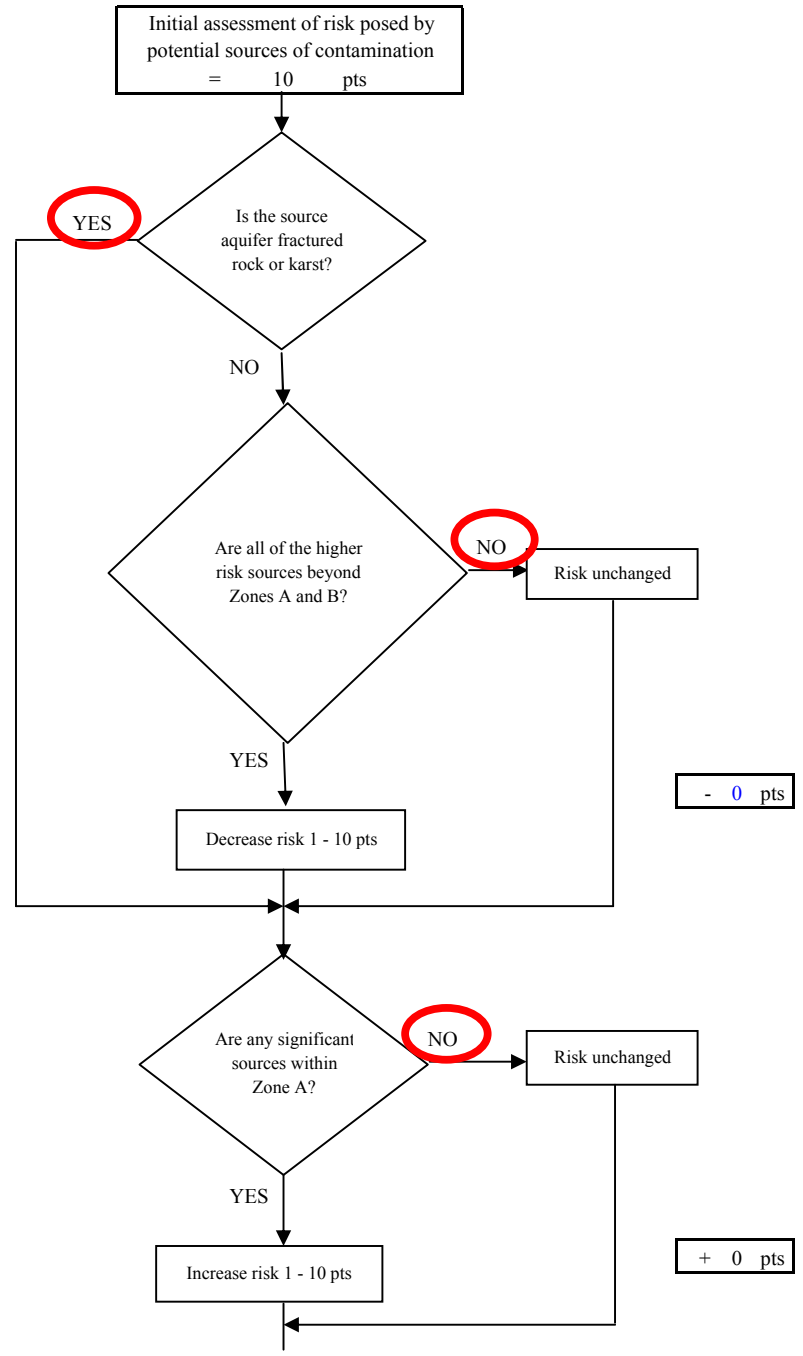 Initial assessment of risk posed by
potential sources of contamination
= 10 pts
YES
Is the source
aquifer fractured
rock or karst?
NO
Are all of the higher
risk sources beyond
Zones A and B?
NO
Risk unchanged
YES
- 0 pts
Decrease risk 1 - 10 pts
Are any significant
sources within
Zone A?
NO
Risk unchanged
YES
+ 0 pts
Increase risk 1 - 10 pts